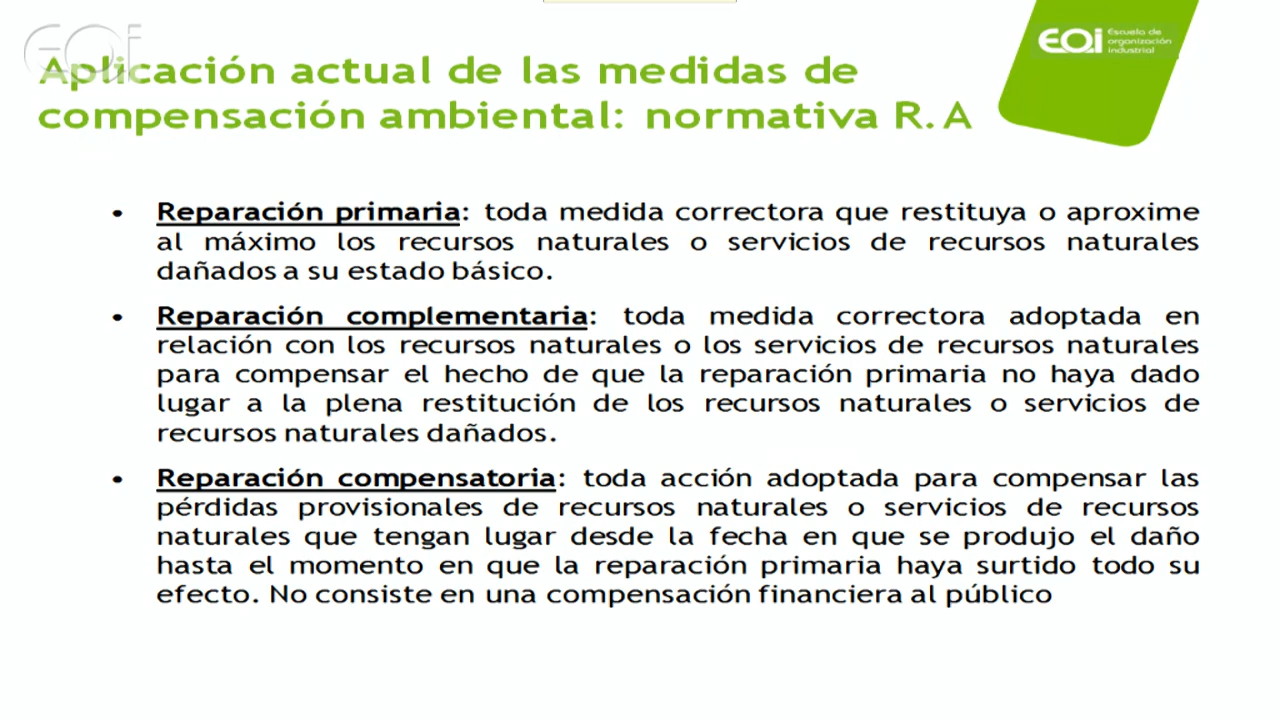 EOi
Escuela de
organización
industrial
EOi
Aplicación actual de las medidas de
compensación ambiental: normativa R.A
• Reparación primaria: toda medida correctora que restituya o aproxime
al máximo los recursos naturales o servicios de recursos naturales
dañados a su estado básico.
• Reparación complementaria: toda medida correctora adoptada en
relación con los recursos naturales o los servicios de recursos naturales
para compensar el hecho de que la reparación primaria no haya dado
lugar a la plena restitución de los recursos naturales o servicios de
recursos naturales dañados.
• Reparación compensatoria: toda acción adoptada para compensar las
pérdidas provisionales de recursos naturales o servicios de recursos
naturales que tengan lugar desde la fecha en que se produjo el daño
hasta el momento en que la reparación primaria haya surtido todo su
efecto. No consiste en una compensación financiera al público